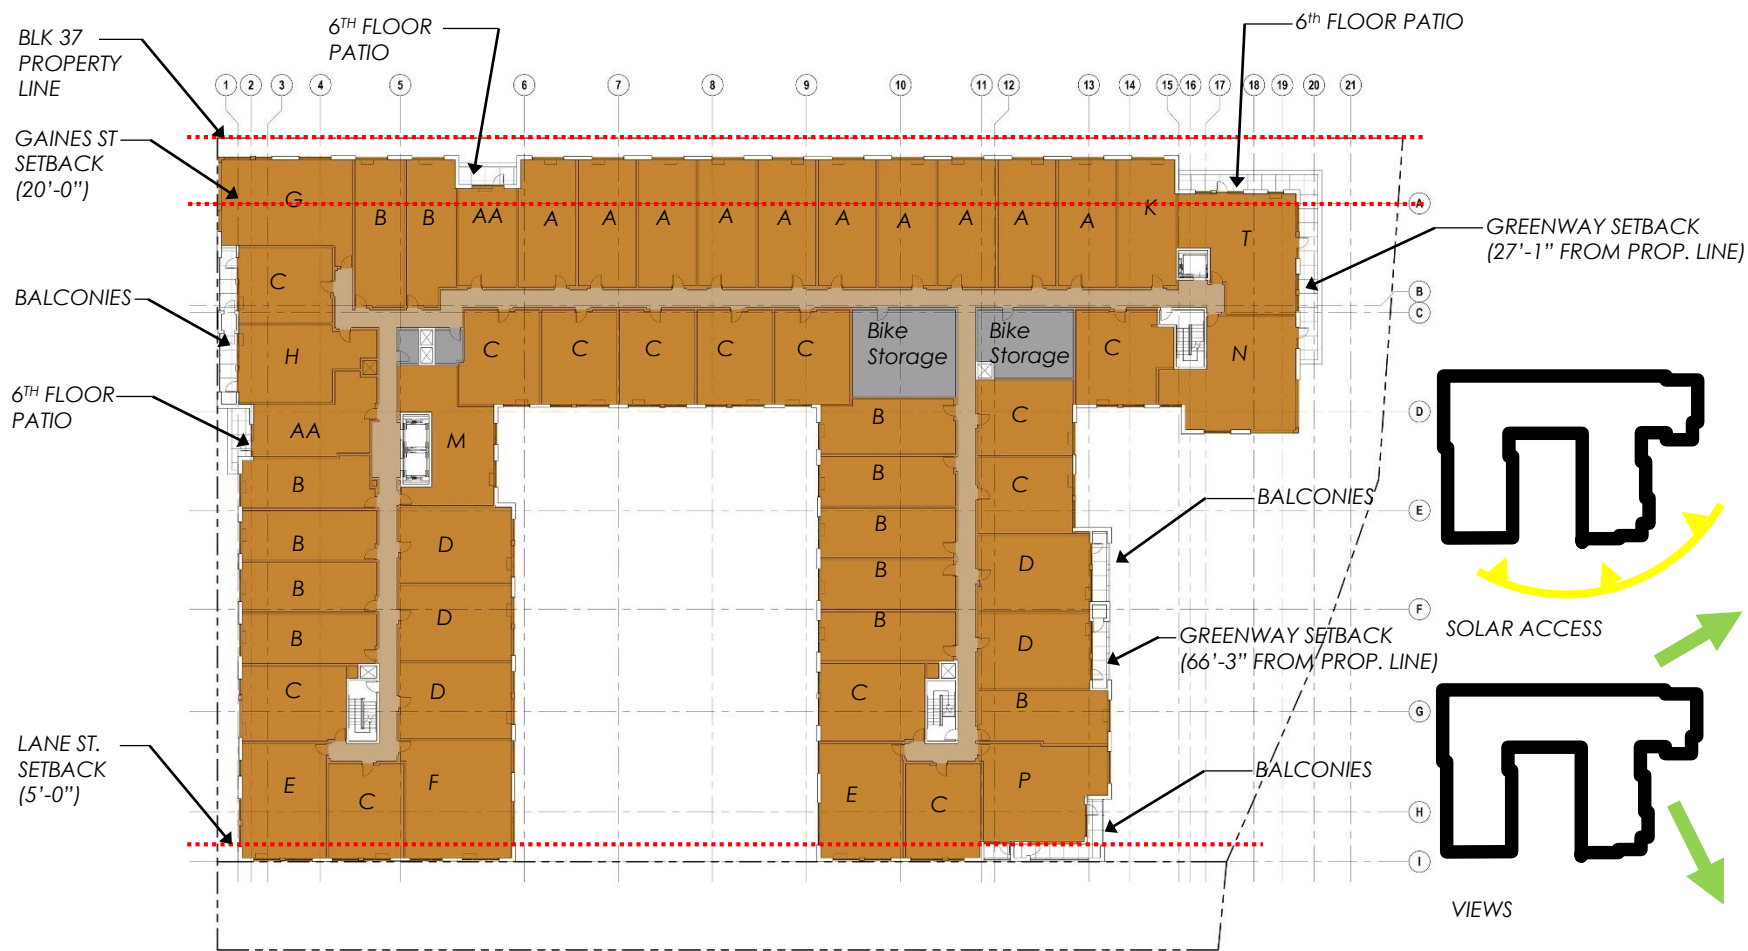 BLK 37
PROPERTY
LINE
6TH FLOOR
PATIO
6th FLOOR PATIO
1 2 3 4 5 6 7 8 9 10 11 12 13 14 15 16 17 18 19 20 21
GAINES ST
SETBACK
(20'-0")
G B B AA A A A A A A A A A A K T
A
GREENWAY SETBACK
(27'-1" FROM PROP. LINE)
C
BALCONIES
B
C
H
C C C C C
Bike
Storage
Bike
Storage
C
N
6TH FLOOR
PATIO
AA
M
B
C
D
B
B
C
BALCONIES
E
B
D
B
D
B
D
B
D
F
SOLAR ACCESS
B
B
D
GREENWAY SETBACK
(66'-3" FROM PROP. LINE)
C
D
C
B
G
LANE ST.
SETBACK
(5'-0")
E
C
F
E
C
P
BALCONIES
H
I
VIEWS